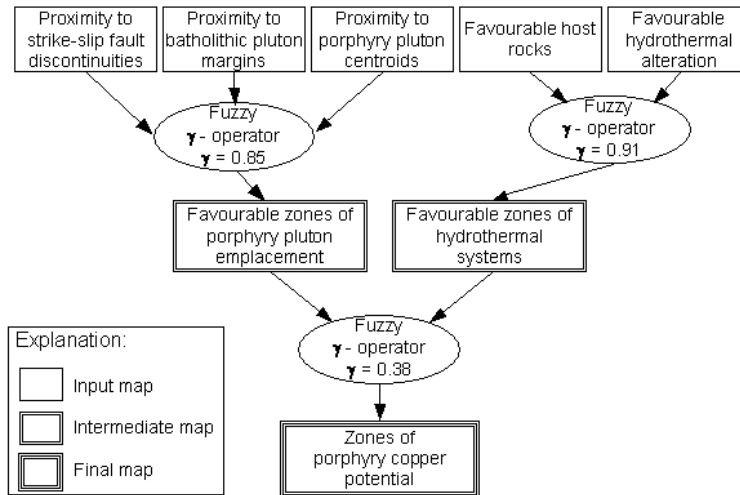 Proximity to
strike-slip fault
discontinuities
Proximity to
batholithic pluton
margins
Proximity to
porphyry pluton
centroids
Favourable host
rocks
Favourable
hydrothermal
alteration
Fuzzy
γ - operator
γ = 0.85
Fuzzy
γ - operator
γ = 0.91
Favourable zones of
porphyry pluton
emplacement
Favourable zones of
hydrothermal
systems
Fuzzy
γ - operator
γ = 0.38
Zones of
porphyry copper
potential
Explanation:
Input map
Intermediate map
Final map